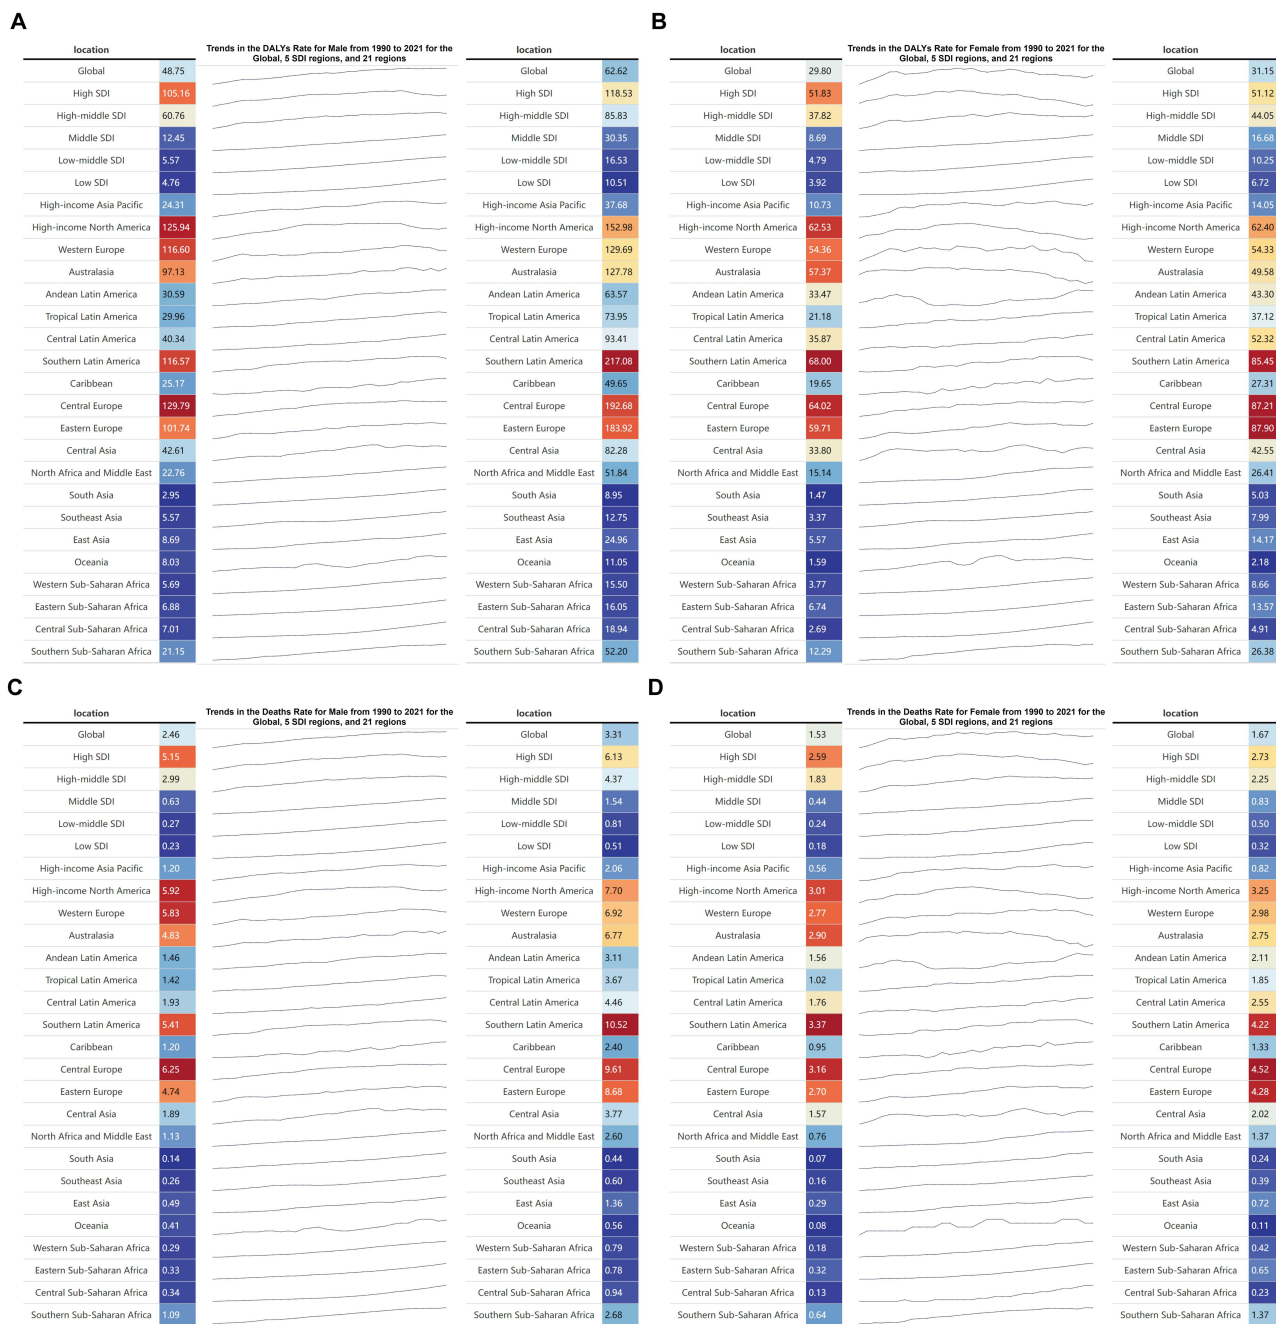 A
location Trends in the DALYs Rate for Male from 1990 to 2021 for the location
Global, 5 SDI regions, and 21 regions
Global 48.75 Global 62.62
High SDI 105.16 High SDI 118.53
High-middle SDI 60.76 High-middle SDI 85.83
Middle SDI 12.45 Middle SDI 30.35
Low-middle SDI 5.57 Low-middle SDI 16.53
Low SDI 4.76 Low SDI 10.51
High-income Asia Pacific 24.31 High-income Asia Pacific 37.68
High-income North America 125.94 High-income North America 152.98
Western Europe 116.60 Western Europe 129.69
Australasia 97.13 Australasia 127.78
Andean Latin America 30.59 Andean Latin America 63.57
Tropical Latin America 29.96 Tropical Latin America 73.95
Central Latin America 40.34 Central Latin America 93.41
Southern Latin America 116.57 Southern Latin America 217.08
Caribbean 25.17 Caribbean 49.65
Central Europe 129.79 Central Europe 192.68
Eastern Europe 101.74 Eastern Europe 183.92
Central Asia 42.61 Central Asia 82.28
North Africa and Middle East 22.76 North Africa and Middle East 51.84
South Asia 2.95 South Asia 8.95
Southeast Asia 5.57 Southeast Asia 12.75
East Asia 8.69 East Asia 24.96
Oceania 8.03 Oceania 11.05
Western Sub-Saharan Africa 5.69 Western Sub-Saharan Africa 15.50
Eastern Sub-Saharan Africa 6.88 Eastern Sub-Saharan Africa 16.05
Central Sub-Saharan Africa 7.01 Central Sub-Saharan Africa 18.94
Southern Sub-Saharan Africa 21.15 Southern Sub-Saharan Africa 52.20
B
location Trends in the DALYs Rate for Female from 1990 to 2021 for the location
Global, 5 SDI regions, and 21 regions
Global 29.80 Global 31.15
High SDI 51.83 High SDI 51.12
High-middle SDI 37.82 High-middle SDI 44.05
Middle SDI 8.69 Middle SDI 16.68
Low-middle SDI 4.79 Low-middle SDI 10.25
Low SDI 3.92 Low SDI 6.72
High-income Asia Pacific 10.73 High-income Asia Pacific 14.05
High-income North America 62.53 High-income North America 62.40
Western Europe 54.36 Western Europe 54.33
Australasia 57.37 Australasia 49.58
Andean Latin America 33.47 Andean Latin America 43.30
Tropical Latin America 21.18 Tropical Latin America 37.12
Central Latin America 35.87 Central Latin America 52.32
Southern Latin America 68.00 Southern Latin America 85.45
Caribbean 19.65 Caribbean 27.31
Central Europe 64.02 Central Europe 87.21
Eastern Europe 59.71 Eastern Europe 87.90
Central Asia 33.80 Central Asia 42.55
North Africa and Middle East 15.14 North Africa and Middle East 26.41
South Asia 1.47 South Asia 5.03
Southeast Asia 3.37 Southeast Asia 7.99
East Asia 5.57 East Asia 14.17
Oceania 1.59 Oceania 2.18
Western Sub-Saharan Africa 3.77 Western Sub-Saharan Africa 8.66
Eastern Sub-Saharan Africa 6.74 Eastern Sub-Saharan Africa 13.57
Central Sub-Saharan Africa 2.69 Central Sub-Saharan Africa 4.91
Southern Sub-Saharan Africa 12.29 Southern Sub-Saharan Africa 26.38
C
location Trends in the Deaths Rate for Male from 1990 to 2021 for the location
Global, 5 SDI regions, and 21 regions
Global 2.46 Global 3.31
High SDI 5.15 High SDI 6.13
High-middle SDI 2.99 High-middle SDI 4.37
Middle SDI 0.63 Middle SDI 1.54
Low-middle SDI 0.27 Low-middle SDI 0.81
Low SDI 0.23 Low SDI 0.51
High-income Asia Pacific 1.20 High-income Asia Pacific 2.06
High-income North America 5.92 High-income North America 7.70
Western Europe 5.83 Western Europe 6.92
Australasia 4.83 Australasia 6.77
Andean Latin America 1.46 Andean Latin America 3.11
Tropical Latin America 1.42 Tropical Latin America 3.67
Central Latin America 1.93 Central Latin America 4.46
Southern Latin America 5.41 Southern Latin America 10.52
Caribbean 1.20 Caribbean 2.40
Central Europe 6.25 Central Europe 9.61
Eastern Europe 4.74 Eastern Europe 8.68
Central Asia 1.89 Central Asia 3.77
North Africa and Middle East 1.13 North Africa and Middle East 2.60
South Asia 0.14 South Asia 0.44
Southeast Asia 0.26 Southeast Asia 0.60
East Asia 0.49 East Asia 1.36
Oceania 0.41 Oceania 0.56
Western Sub-Saharan Africa 0.29 Western Sub-Saharan Africa 0.79
Eastern Sub-Saharan Africa 0.33 Eastern Sub-Saharan Africa 0.78
Central Sub-Saharan Africa 0.34 Central Sub-Saharan Africa 0.94
Southern Sub-Saharan Africa 1.09 Southern Sub-Saharan Africa 2.68
D
location Trends in the Deaths Rate for Female from 1990 to 2021 for the location
Global, 5 SDI regions, and 21 regions
Global 1.53 Global 1.67
High SDI 2.59 High SDI 2.73
High-middle SDI 1.83 High-middle SDI 2.25
Middle SDI 0.44 Middle SDI 0.83
Low-middle SDI 0.24 Low-middle SDI 0.50
Low SDI 0.18 Low SDI 0.32
High-income Asia Pacific 0.56 High-income Asia Pacific 0.82
High-income North America 3.01 High-income North America 3.25
Western Europe 2.77 Western Europe 2.98
Australasia 2.90 Australasia 2.75
Andean Latin America 1.56 Andean Latin America 2.11
Tropical Latin America 1.02 Tropical Latin America 1.85
Central Latin America 1.76 Central Latin America 2.55
Southern Latin America 3.37 Southern Latin America 4.22
Caribbean 0.95 Caribbean 1.33
Central Europe 3.16 Central Europe 4.52
Eastern Europe 2.70 Eastern Europe 4.28
Central Asia 1.57 Central Asia 2.02
North Africa and Middle East 0.76 North Africa and Middle East 1.37
South Asia 0.07 South Asia 0.24
Southeast Asia 0.16 Southeast Asia 0.39
East Asia 0.29 East Asia 0.72
Oceania 0.08 Oceania 0.11
Western Sub-Saharan Africa 0.18 Western Sub-Saharan Africa 0.42
Eastern Sub-Saharan Africa 0.32 Eastern Sub-Saharan Africa 0.65
Central Sub-Saharan Africa 0.13 Central Sub-Saharan Africa 0.23
Southern Sub-Saharan Africa 0.64 Southern Sub-Saharan Africa 1.37